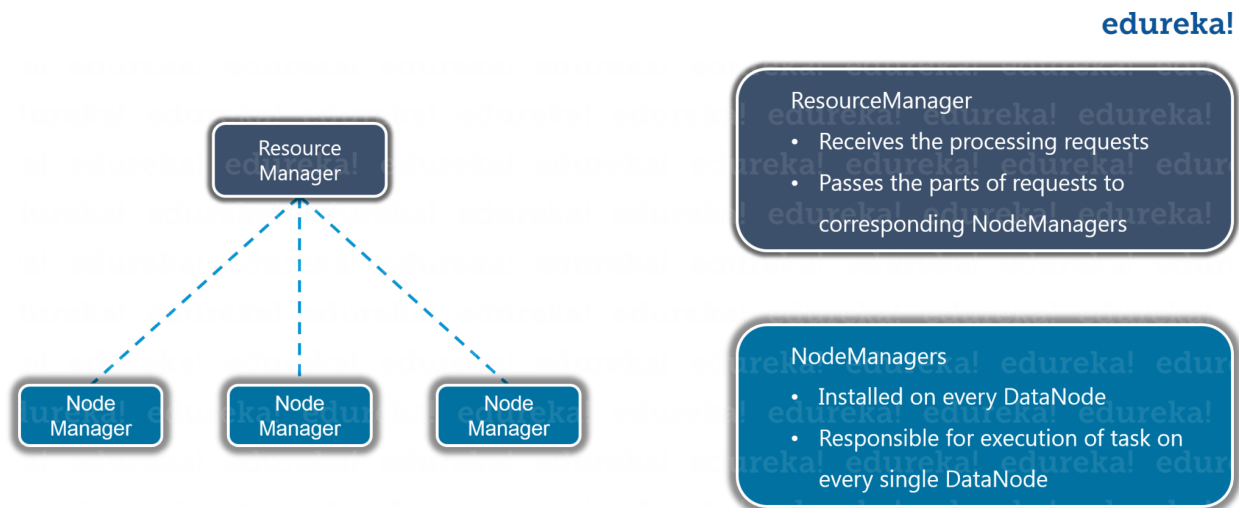 edureka!
Resource
Manager
Node
Manager
Node
Manager
Node
Manager
ResourceManager
• Receives the processing requests
• Passes the parts of requests to
corresponding NodeManagers
NodeManagers
• Installed on every DataNode
• Responsible for execution of task on
every single DataNode